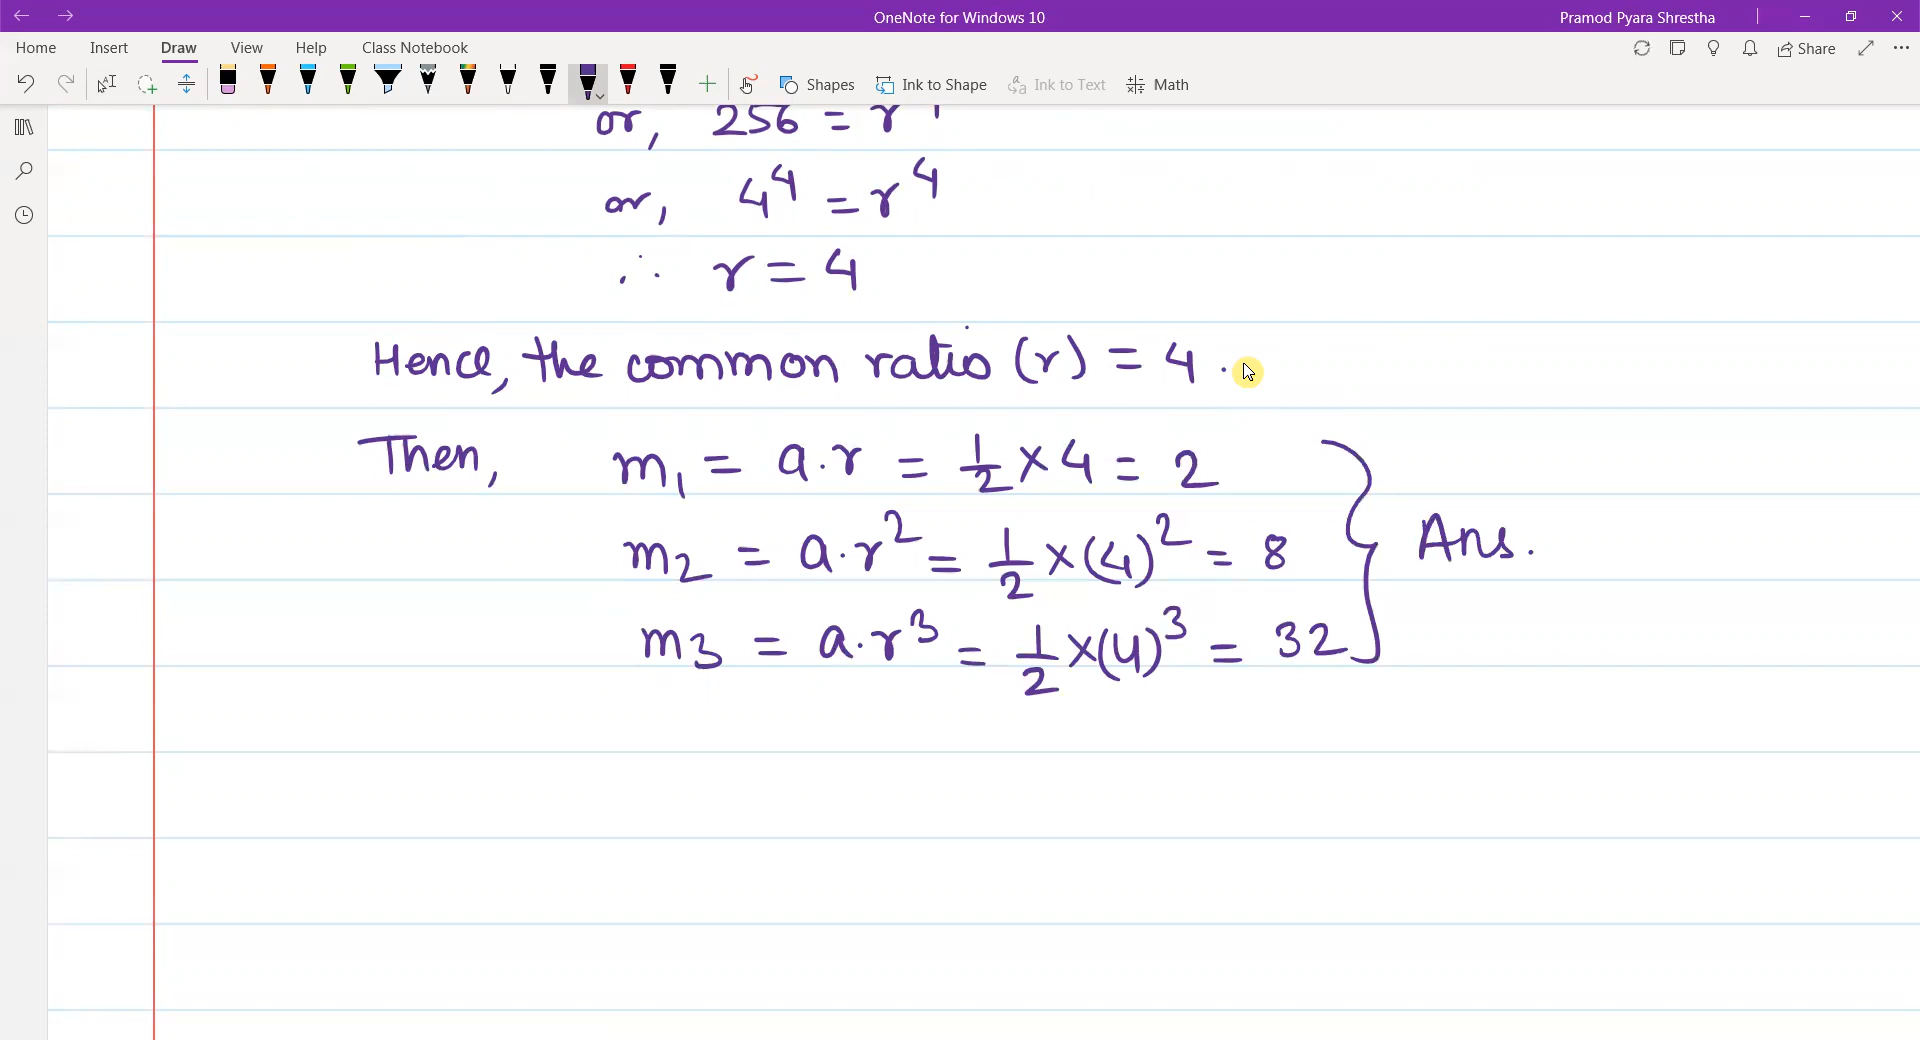 OneNote for Windows 10
Pramod Pyara Shrestha
Home Insert Draw View Help Class Notebook
Share
Shapes Ink to Shape Ink to Text Math
or, 256 = r
or, 4⁴ = r⁴
∴ r = 4
Hence, the common ratio (r) = 4 .
Then, m₁ = a.r = 1/2 × 4 = 2
m₂ = a.r² = 1/2 × (4)² = 8
m₃ = a.r³ = 1/2 × (4)³ = 32
Ans.